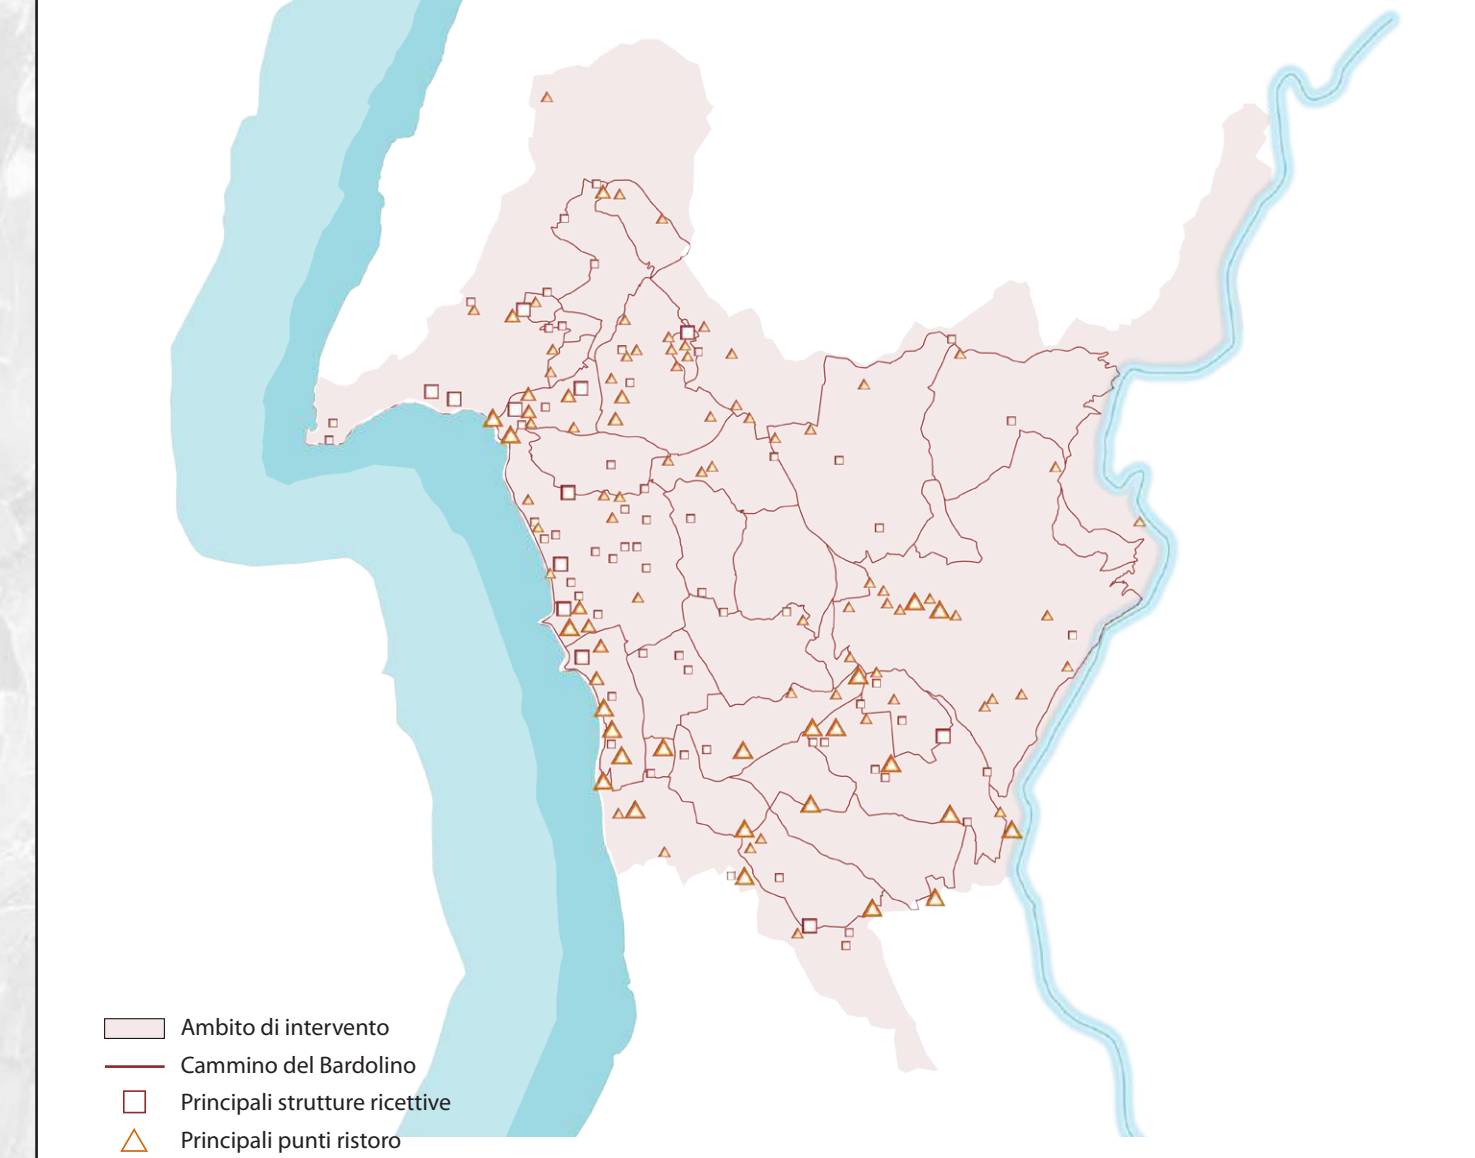 Ambito di intervento
Cammino del Bardolino
Principali strutture ricettive
Principali punti ristoro